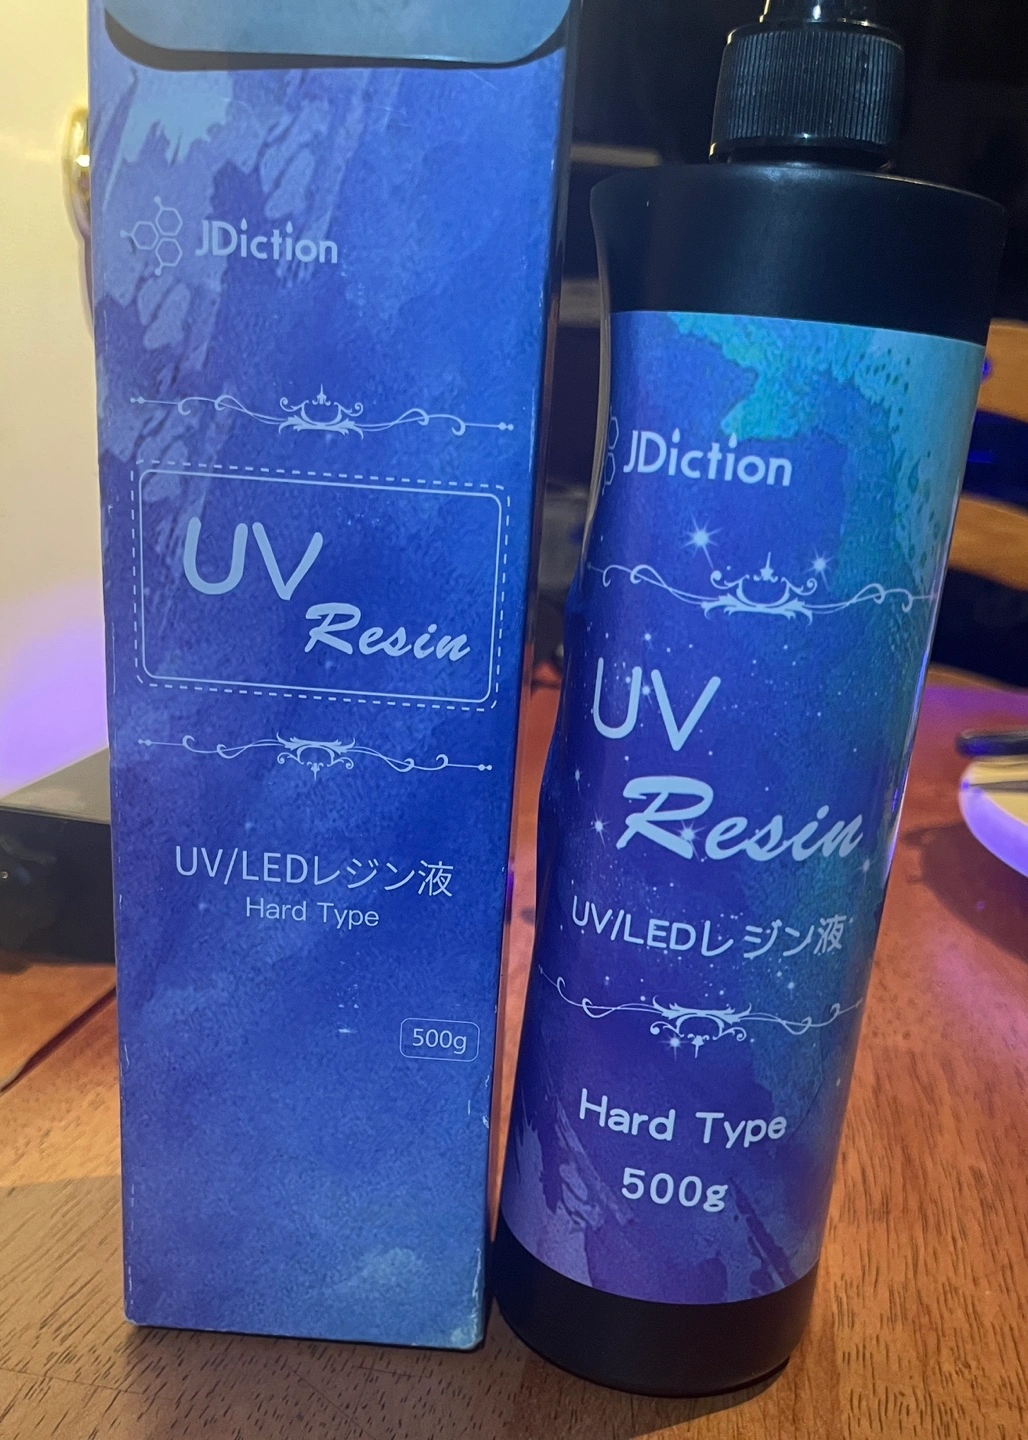 JDiction
UV
Resin
UV/LEDレジン液
Hard Type
500g
JDiction
UV
Resin
UV/LEDレジン液
Hard Type
500g